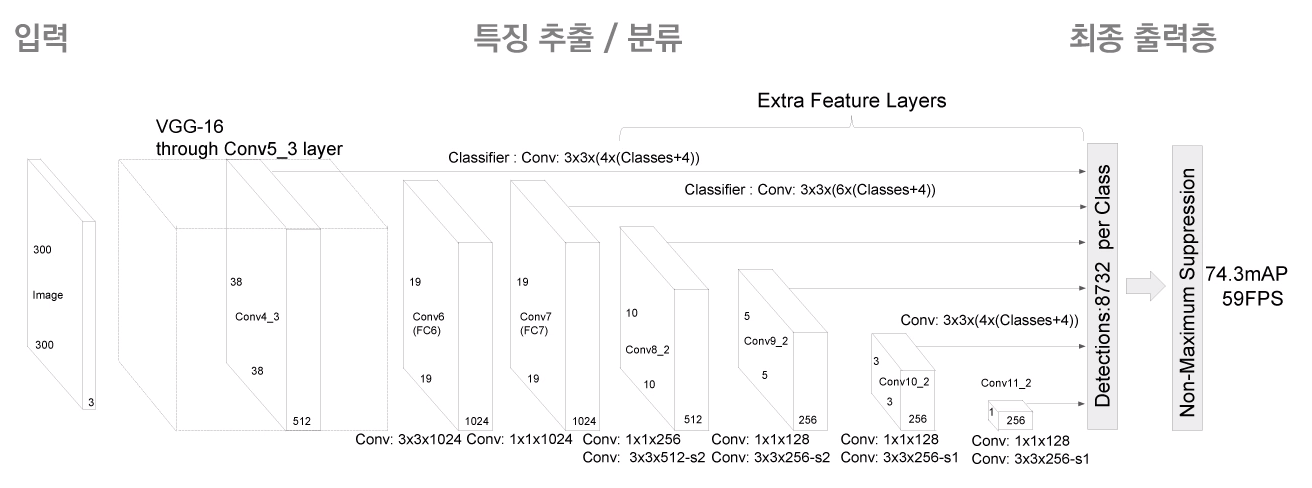 입력
특징 추출 / 분류
최종 출력층
Extra Feature Layers
VGG-16
through Conv5_3 layer
Classifier : Conv: 3x3x(4x(Classes+4))
Classifier : Conv: 3x3x(6x(Classes+4))
300
Image
300
3
38
Conv4_3
38
512
19
Conv6
(FC6)
19
1024
19
Conv7
(FC7)
19
1024
10
Conv8_2
10
512
5
Conv9_2
5
256
Conv: 3x3x(4x(Classes+4))
3
Conv10_2
3
256
Conv11_2
1
256
Conv: 3x3x1024
Conv: 1x1x1024
Conv: 1x1x256
Conv: 3x3x512-s2
Conv: 1x1x128
Conv: 3x3x256-s2
Conv: 1x1x128
Conv: 3x3x256-s1
Conv: 1x1x128
Conv: 3x3x256-s1
Detections:8732 per Class
Non-Maximum Suppression
74.3mAP
59FPS